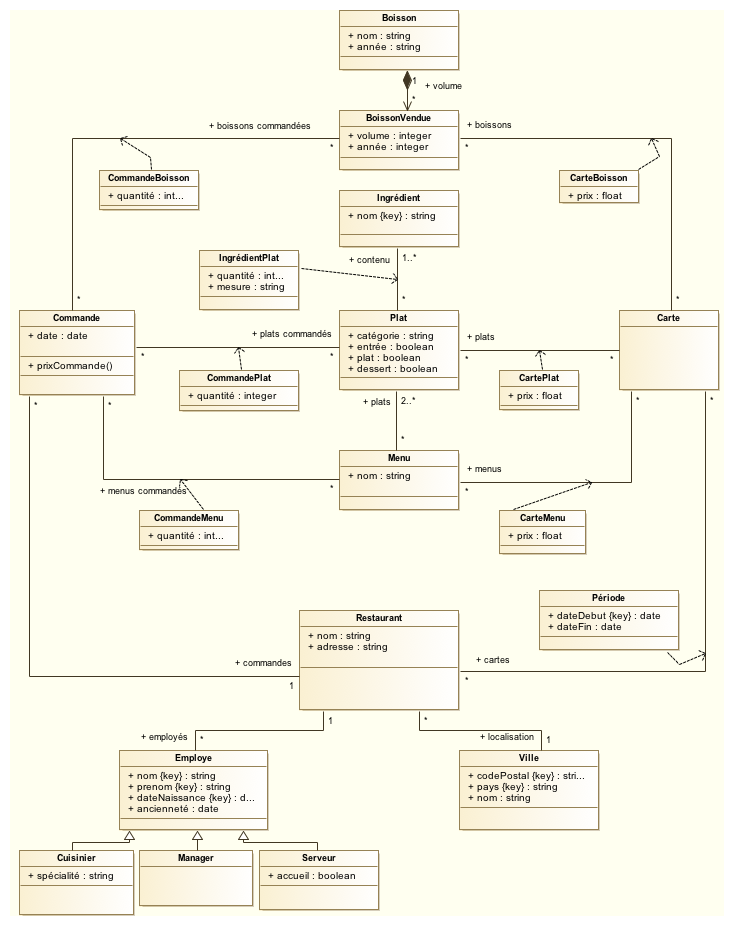 Boisson
+ nom : string
+ année : string
1
+ volume
*
BoissonVendue
+ volume : integer
+ année : integer
+ boissons commandées
*
+ boissons
*
CommandeBoisson
+ quantité : int...
CarteBoisson
+ prix : float
Ingrédient
+ nom {key} : string
+ contenu
1..*
IngrédientPlat
+ quantité : int...
+ mesure : string
*
*
*
Commande
+ date : date
+ prixCommande()
Plat
+ catégorie : string
+ entrée : boolean
+ plat : boolean
+ dessert : boolean
Carte
+ plats commandés
*
*
+ plats
*
*
CommandePlat
+ quantité : integer
CartePlat
+ prix : float
*
*
+ plats
2..*
*
*
*
Menu
+ nom : string
+ menus commandés
*
+ menus
*
CommandeMenu
+ quantité : int...
CarteMenu
+ prix : float
Période
+ dateDebut {key} : date
+ dateFin : date
Restaurant
+ nom : string
+ adresse : string
+ commandes
1
+ cartes
*
1
*
+ employés
*
+ localisation
1
Employe
+ nom {key} : string
+ prenom {key} : string
+ dateNaissance {key} : d...
+ ancienneté : date
Ville
+ codePostal {key} : stri...
+ pays {key} : string
+ nom : string
Cuisinier
+ spécialité : string
Manager
Serveur
+ accueil : boolean